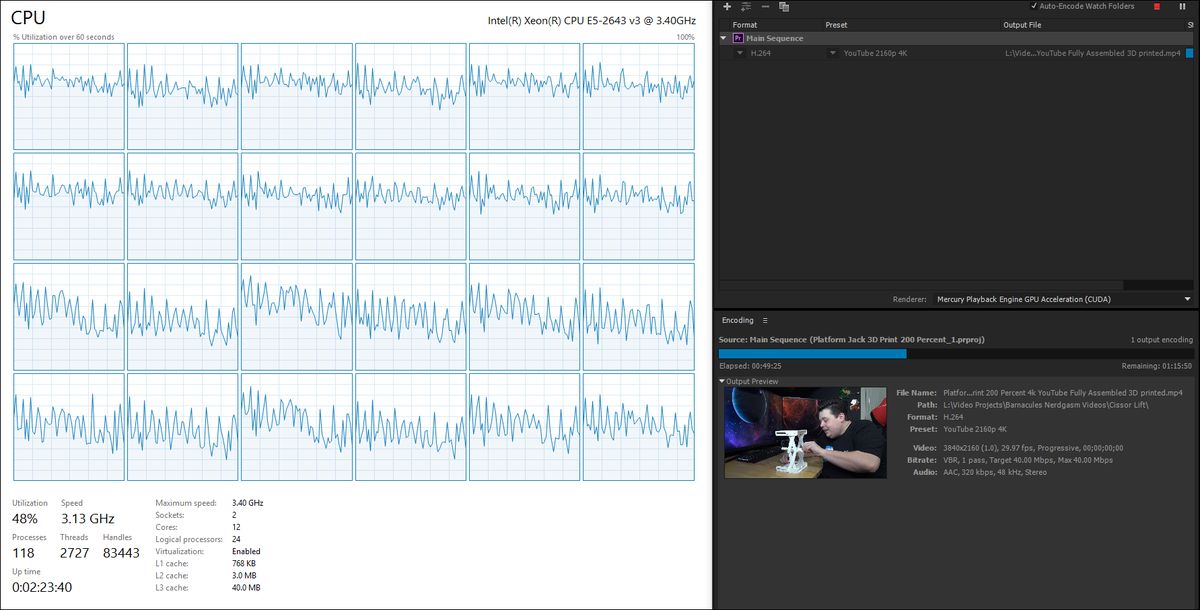 CPU
Intel(R) Xeon(R) CPU E5-2643 v3 @ 3.40GHz
% Utilization over 60 seconds
100%
Utilization
Speed
48%
3.13 GHz
Processes
Threads
Handles
118
2727
83443
Up time
0:02:23:40
Maximum speed: 3.40 GHz
Sockets: 2
Cores: 12
Logical processors: 24
Virtualization: Enabled
L1 cache: 768 KB
L2 cache: 3.0 MB
L3 cache: 40.0 MB
Auto-Encode Watch Folders
Format
Preset
Output File
Pr Main Sequence
H.264
YouTube 2160p 4K
L:\Vide...YouTube Fully Assembled 3D printed.mp4
Renderer: Mercury Playback Engine GPU Acceleration (CUDA)
Encoding
Source: Main Sequence (Platform Jack 3D Print 200 Percent_1.prproj)
1 output encoding
Elapsed: 00:49:25
Remaining: 01:15:50
Output Preview
File Name: Platfor...rint 200 Percent 4k YouTube Fully Assembled 3D printed.mp4
Path: L:\Video Projects\Barnacules Nerdgasm Videos\Cissor Lift\
Format: H.264
Preset: YouTube 2160p 4K
Video: 3840x2160 (1.0), 29.97 fps, Progressive, 00;00;00;00
Bitrate: VBR, 1 pass, Target 40.00 Mbps, Max 40.00 Mbps
Audio: AAC, 320 kbps, 48 kHz, Stereo